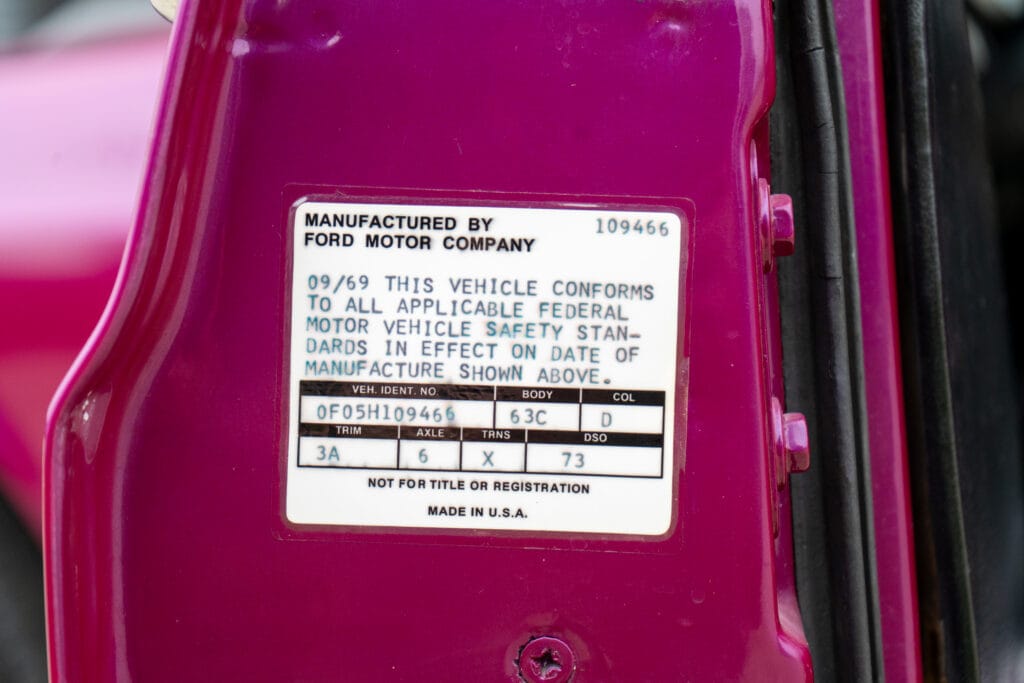 MANUFACTURED BY 109466
FORD MOTOR COMPANY
09/69 THIS VEHICLE CONFORMS
TO ALL APPLICABLE FEDERAL
MOTOR VEHICLE SAFETY STAN-
DARDS IN EFFECT ON DATE OF
MANUFACTURE SHOWN ABOVE.
VEH. IDENT. NO. BODY COL
0F05H109466 63C D
TRIM AXLE TRNS DSO
3A 6 X 73
NOT FOR TITLE OR REGISTRATION
MADE IN U.S.A.